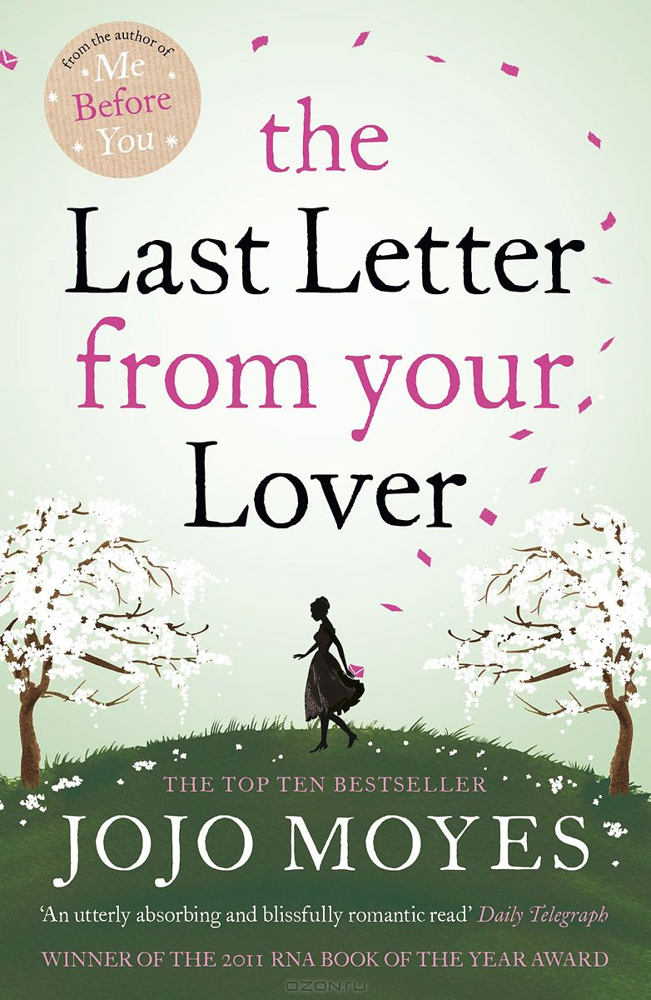 from the author of
Me
Before
You
the
Last Letter
from your
Lover
THE TOP TEN BESTSELLER
JOJO MOYES
‘An utterly absorbing and blissfully romantic read’ Daily Telegraph
WINNER OF THE 2011 RNA BOOK OF THE YEAR AWARD
ozon.ru